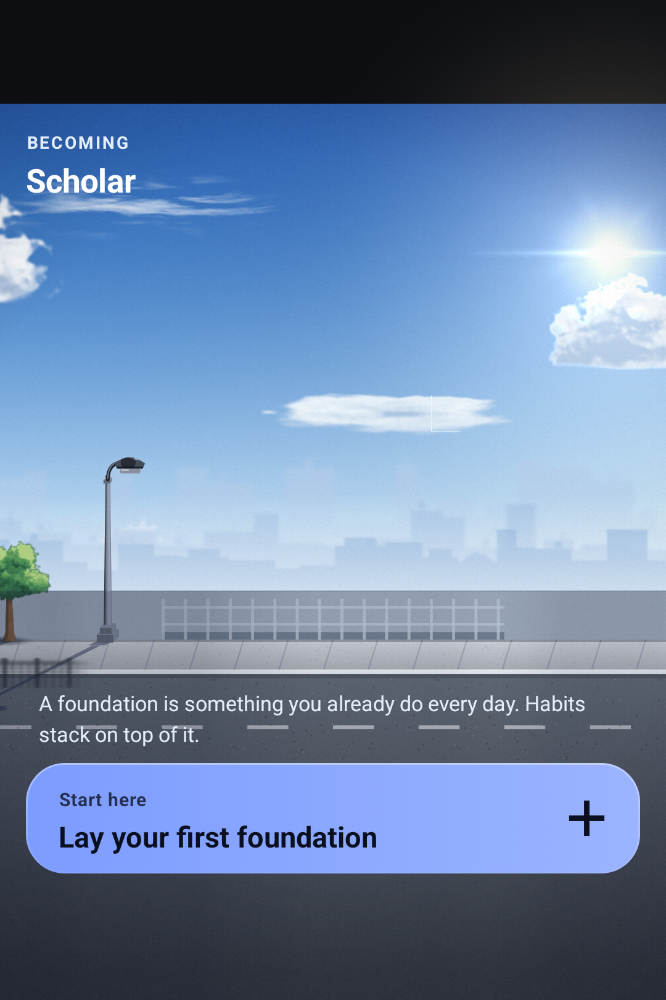 BECOMING
Scholar
A foundation is something you already do every day. Habits
stack on top of it.
Start here
Lay your first foundation